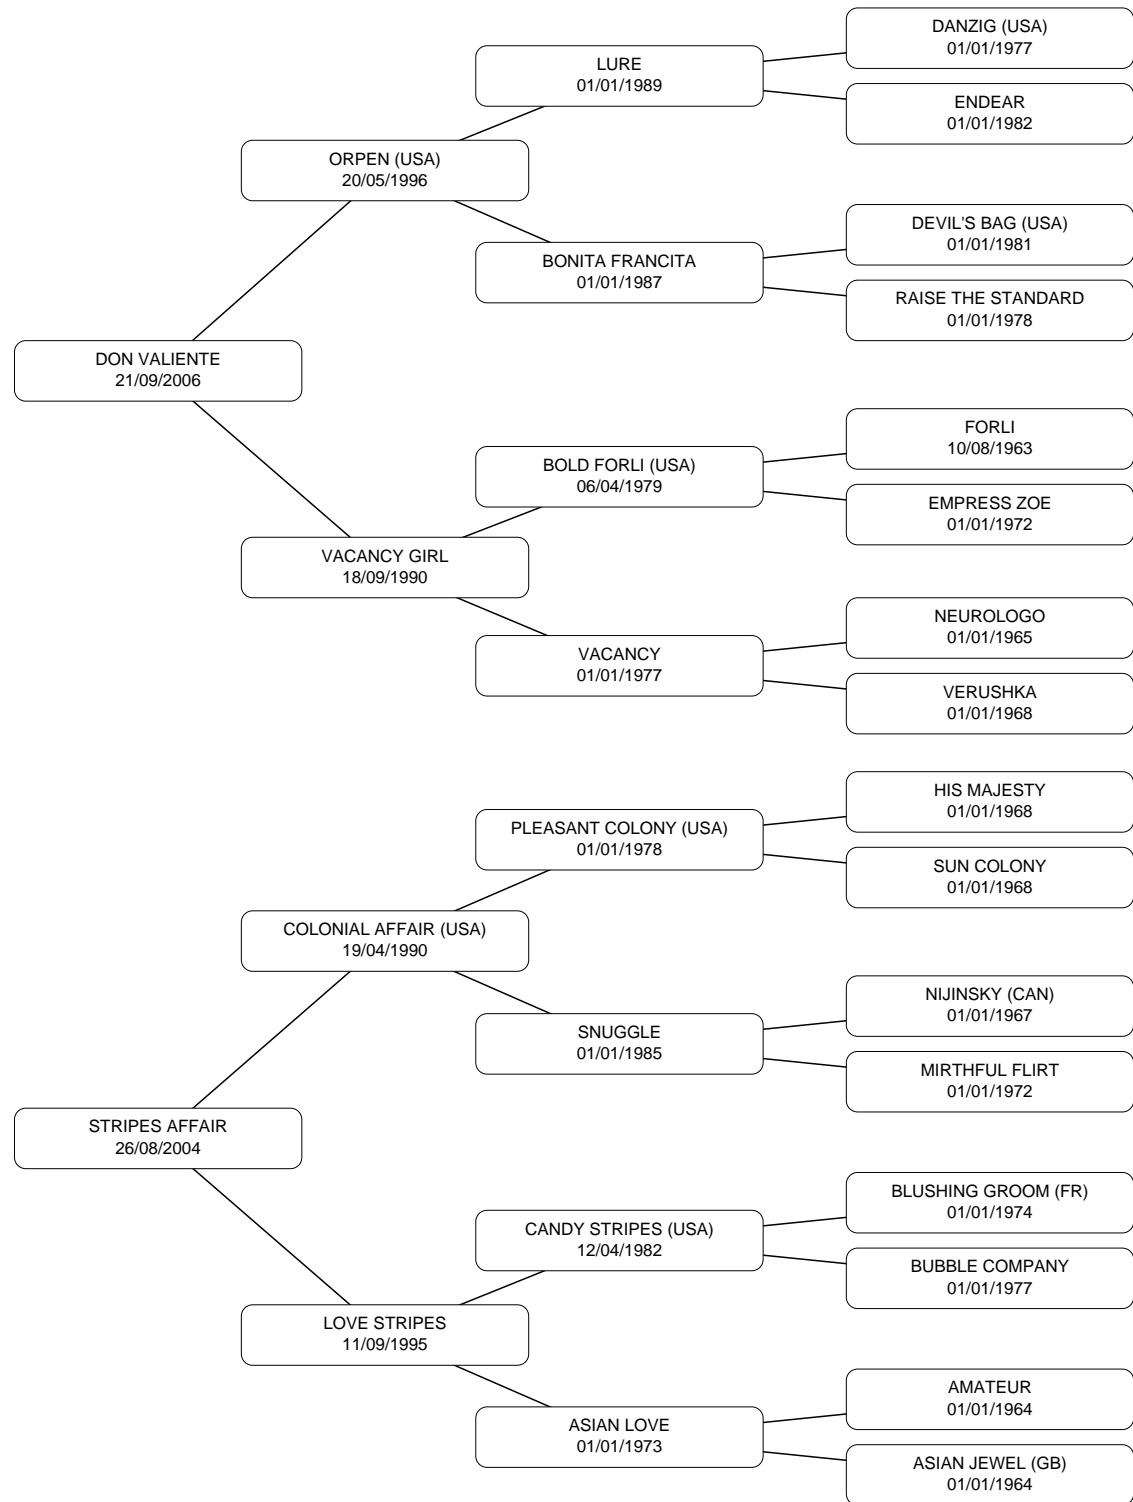 DANZIG (USA)
01/01/1977
LURE
01/01/1989
ENDEAR
01/01/1982
ORPEN (USA)
20/05/1996
DEVIL'S BAG (USA)
01/01/1981
BONITA FRANCITA
01/01/1987
RAISE THE STANDARD
01/01/1978
DON VALIENTE
21/09/2006
FORLI
10/08/1963
BOLD FORLI (USA)
06/04/1979
EMPRESS ZOE
01/01/1972
VACANCY GIRL
18/09/1990
NEUROLOGO
01/01/1965
VACANCY
01/01/1977
VERUSHKA
01/01/1968
HIS MAJESTY
01/01/1968
PLEASANT COLONY (USA)
01/01/1978
SUN COLONY
01/01/1968
COLONIAL AFFAIR (USA)
19/04/1990
NIJINSKY (CAN)
01/01/1967
SNUGGLE
01/01/1985
MIRTHFUL FLIRT
01/01/1972
STRIPES AFFAIR
26/08/2004
BLUSHING GROOM (FR)
01/01/1974
CANDY STRIPES (USA)
12/04/1982
BUBBLE COMPANY
01/01/1977
LOVE STRIPES
11/09/1995
AMATEUR
01/01/1964
ASIAN LOVE
01/01/1973
ASIAN JEWEL (GB)
01/01/1964